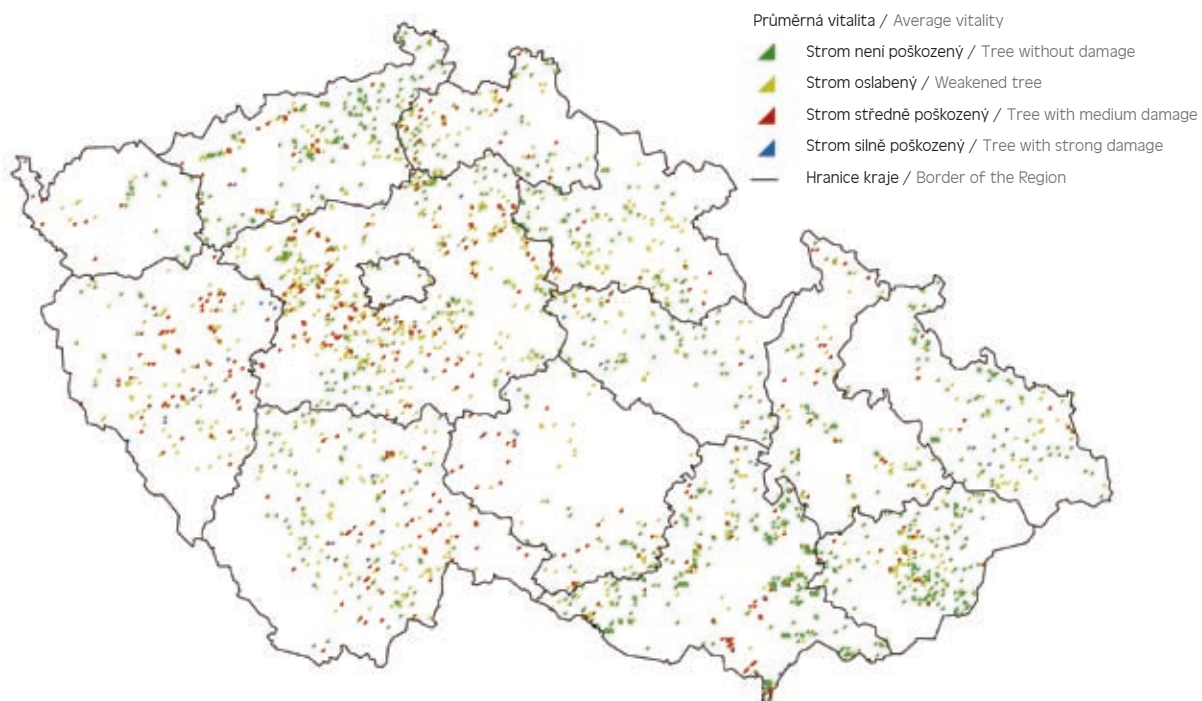 Průměrná vitalita / Average vitality
Strom není poškozený / Tree without damage
Strom oslabený / Weakened tree
Strom středně poškozený / Tree with medium damage
Strom silně poškozený / Tree with strong damage
Hranice kraje / Border of the Region